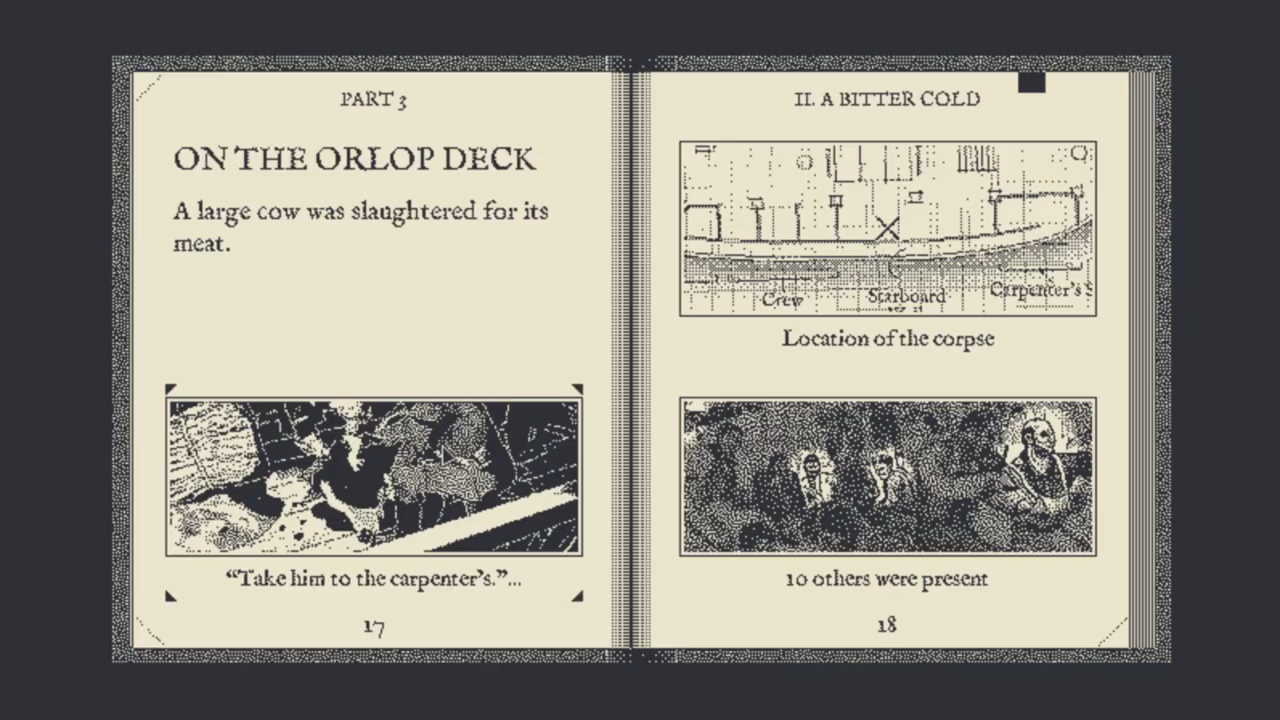 PART 3
ON THE ORLOP DECK
A large cow was slaughtered for its
meat.
“Take him to the carpenter’s.”...
17
II. A BITTER COLD
Crew
Starboard
Carpenter's S
Location of the corpse
10 others were present
18